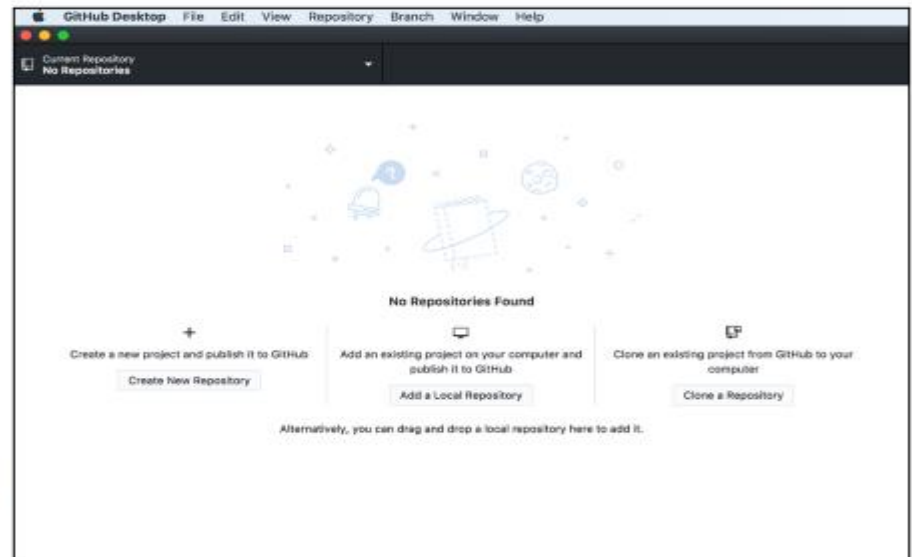 GitHub Desktop File Edit View Repository Branch Window Help
Current Repository
No Repositories
No Repositories Found
Create a new project and publish it to GitHub
Create New Repository
Add an existing project on your computer and
publish it to GitHub
Add a Local Repository
Clone an existing project from GitHub to your
computer
Clone a Repository
Alternatively, you can drag and drop a local repository here to add it.